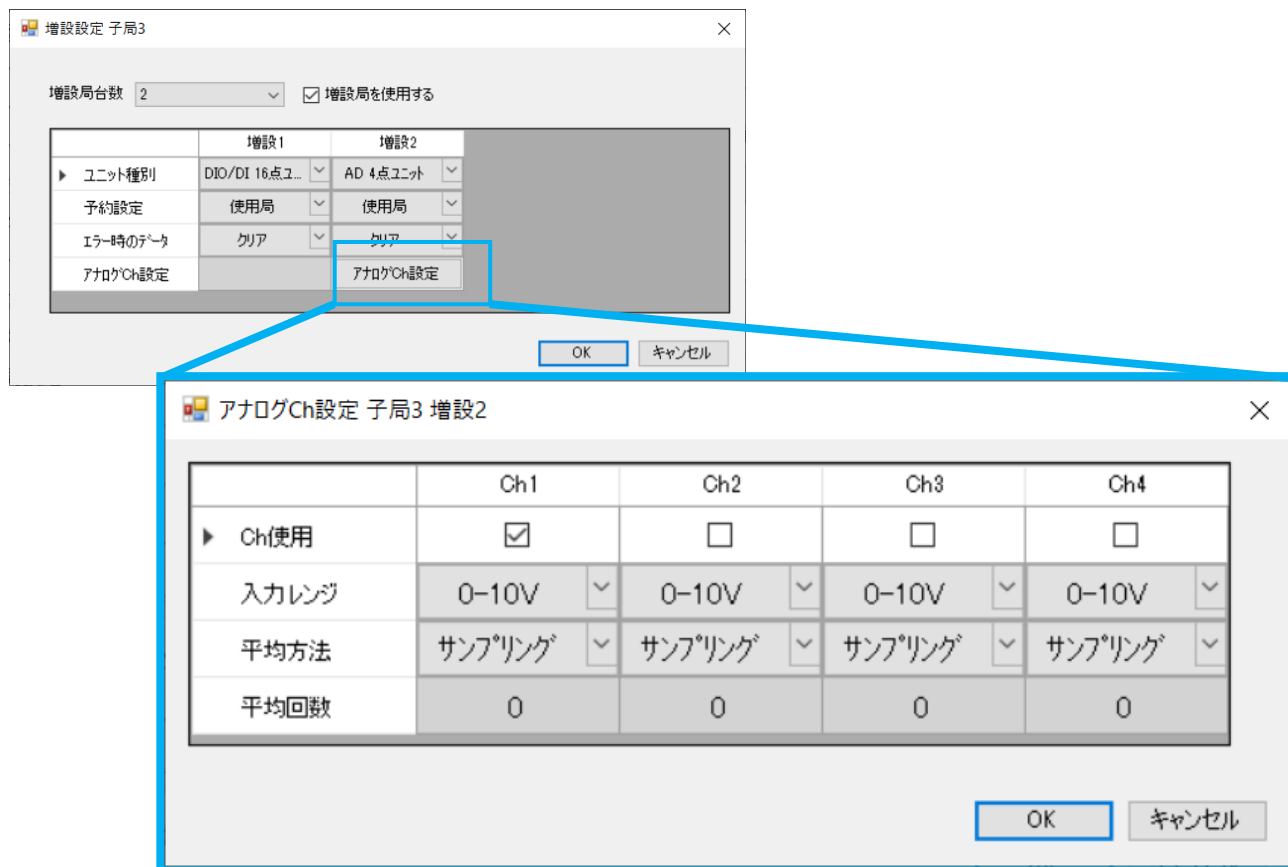 増設設定 子局3
増設局台数 2 増設局を使用する
増設1 増設2
ユニット種別 DIO/DI 16点ユ... AD 4点ユニット
予約設定 使用局 使用局
エラー時のデータ クリア クリア
アナログCh設定 アナログCh設定
OK キャンセル
アナログCh設定 子局3 増設2
Ch1 Ch2 Ch3 Ch4
Ch使用
入力レンジ 0-10V 0-10V 0-10V 0-10V
平均方法 サンプリング サンプリング サンプリング サンプリング
平均回数 0 0 0 0
OK キャンセル